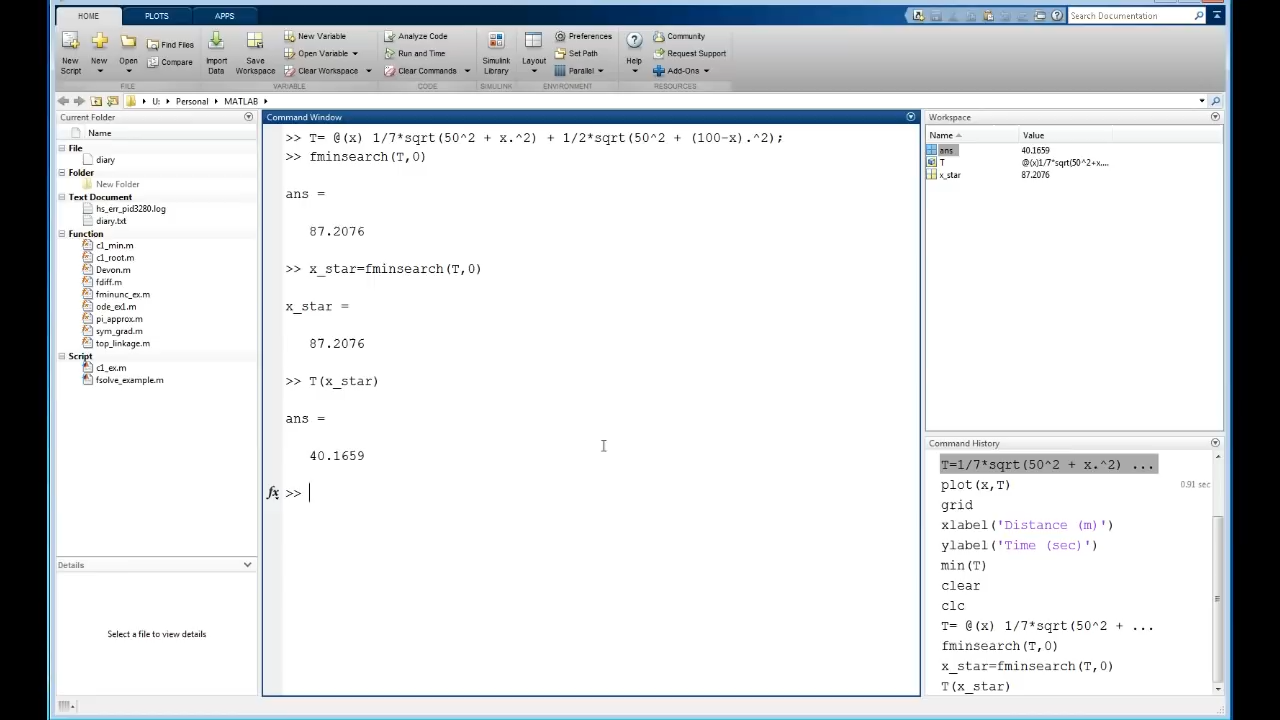 HOME PLOTS APPS
Search Documentation
New Script
New
Open
Find Files
Compare
Import Data
Save Workspace
New Variable
Open Variable
Clear Workspace
Analyze Code
Run and Time
Clear Commands
Simulink Library
Layout
Preferences
Set Path
Parallel
Help
Community
Request Support
Add-Ons
FILE VARIABLE CODE SIMULINK ENVIRONMENT RESOURCES
U: Personal MATLAB
Current Folder
Name
File
diary
Folder
New Folder
Text Document
hs_err_pid3280.log
diary.txt
Function
c1_min.m
c1_root.m
Devon.m
fdiff.m
fminunc_ex.m
ode_ex1.m
pi_approx.m
sym_grad.m
top_linkage.m
Script
c1_ex.m
fsolve_example.m
Details
Select a file to view details
Command Window
>> T= @(x) 1/7*sqrt(50^2 + x.^2) + 1/2*sqrt(50^2 + (100-x).^2);
>> fminsearch(T,0)
ans =
87.2076
>> x_star=fminsearch(T,0)
x_star =
87.2076
>> T(x_star)
ans =
40.1659
fx >>
Workspace
Name Value
ans 40.1659
T @(x)1/7*sqrt(50^2+x....
x_star 87.2076
Command History
T=1/7*sqrt(50^2 + x.^2) ...
plot(x,T) 0.91 sec
grid
xlabel('Distance (m)')
ylabel('Time (sec)')
min(T)
clear
clc
T= @(x) 1/7*sqrt(50^2 + ...
fminsearch(T,0)
x_star=fminsearch(T,0)
T(x_star)